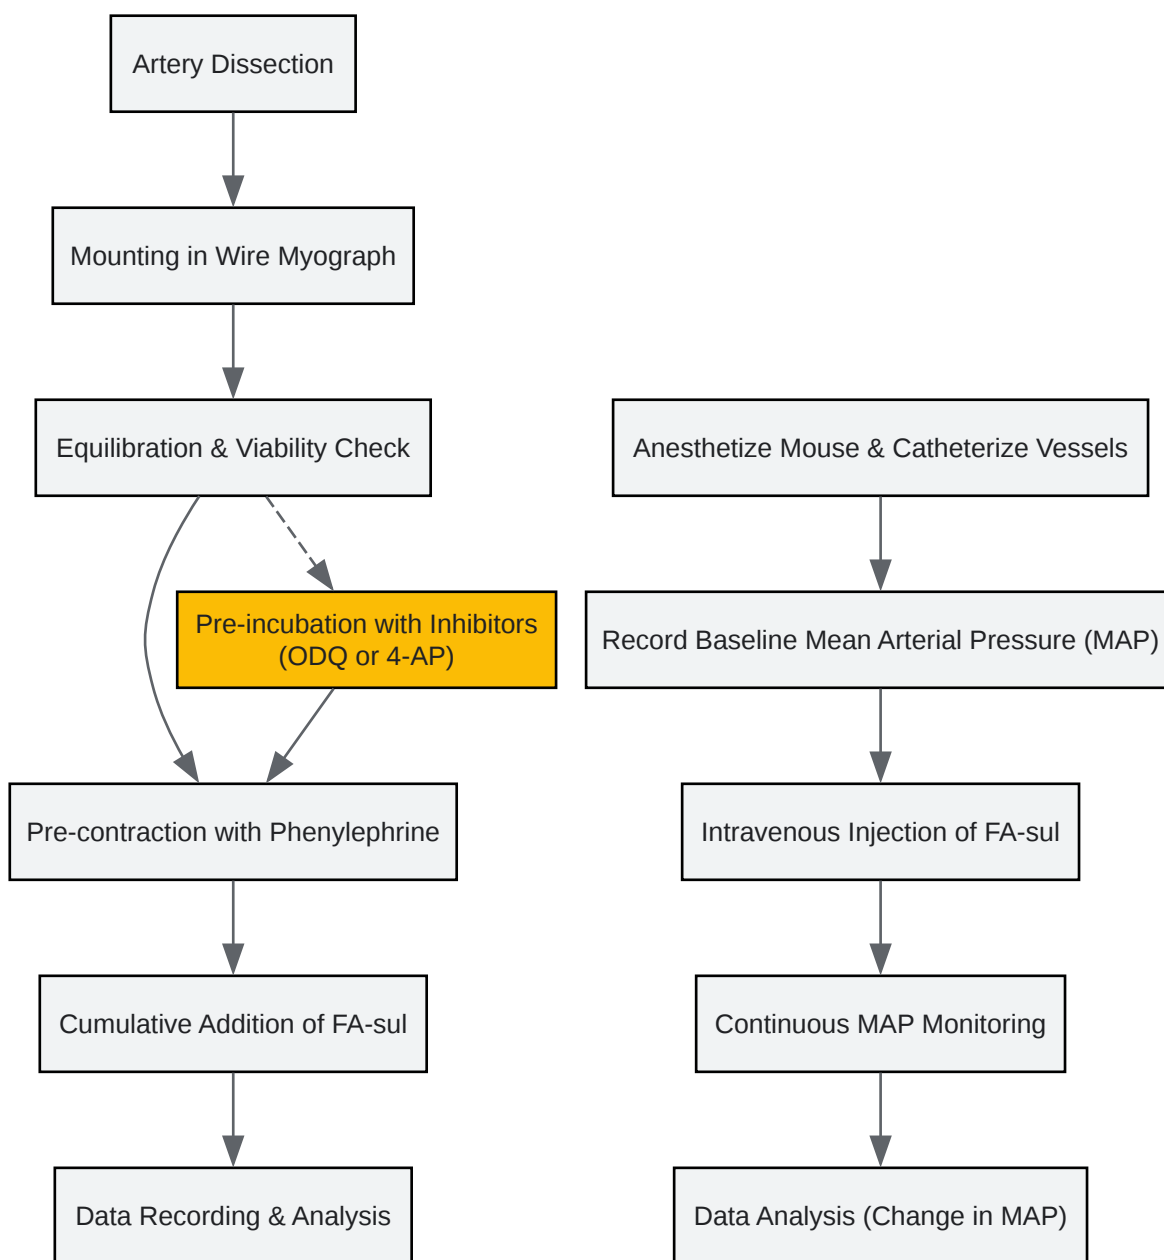 Artery Dissection
Mounting in Wire Myograph
Equilibration & Viability Check
Pre-incubation with Inhibitors
(ODQ or 4-AP)
Pre-contraction with Phenylephrine
Cumulative Addition of FA-sul
Data Recording & Analysis
Anesthetize Mouse & Catheterize Vessels
Record Baseline Mean Arterial Pressure (MAP)
Intravenous Injection of FA-sul
Continuous MAP Monitoring
Data Analysis (Change in MAP)